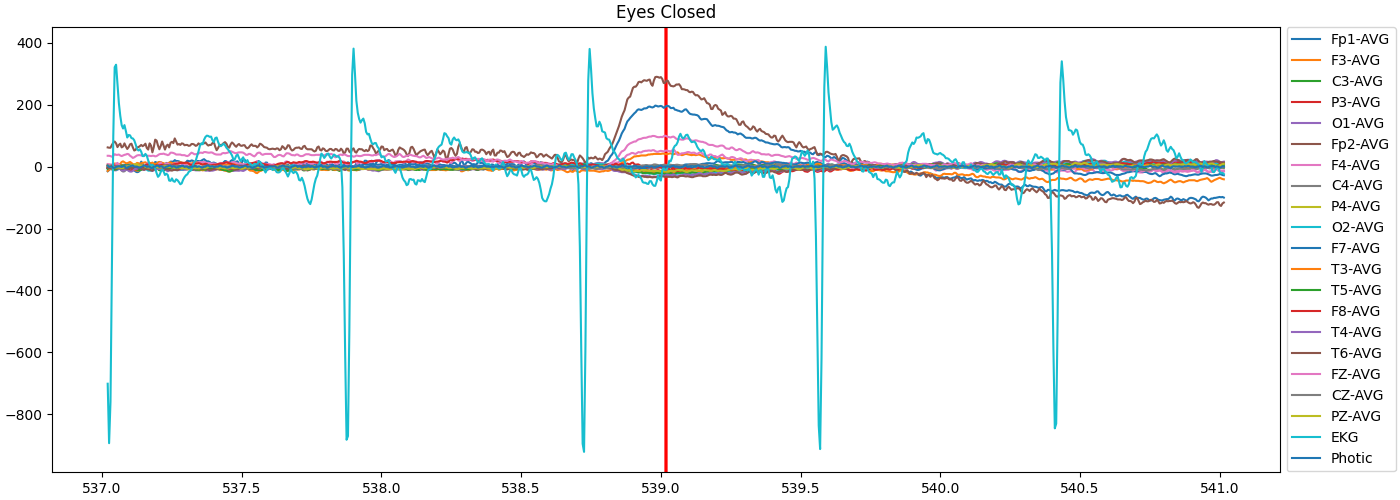 Eyes Closed
400
200
0
−200
−400
−600
−800
537.0 537.5 538.0 538.5 539.0 539.5 540.0 540.5 541.0
Fp1-AVG
F3-AVG
C3-AVG
P3-AVG
O1-AVG
Fp2-AVG
F4-AVG
C4-AVG
P4-AVG
O2-AVG
F7-AVG
T3-AVG
T5-AVG
F8-AVG
T4-AVG
T6-AVG
FZ-AVG
CZ-AVG
PZ-AVG
EKG
Photic